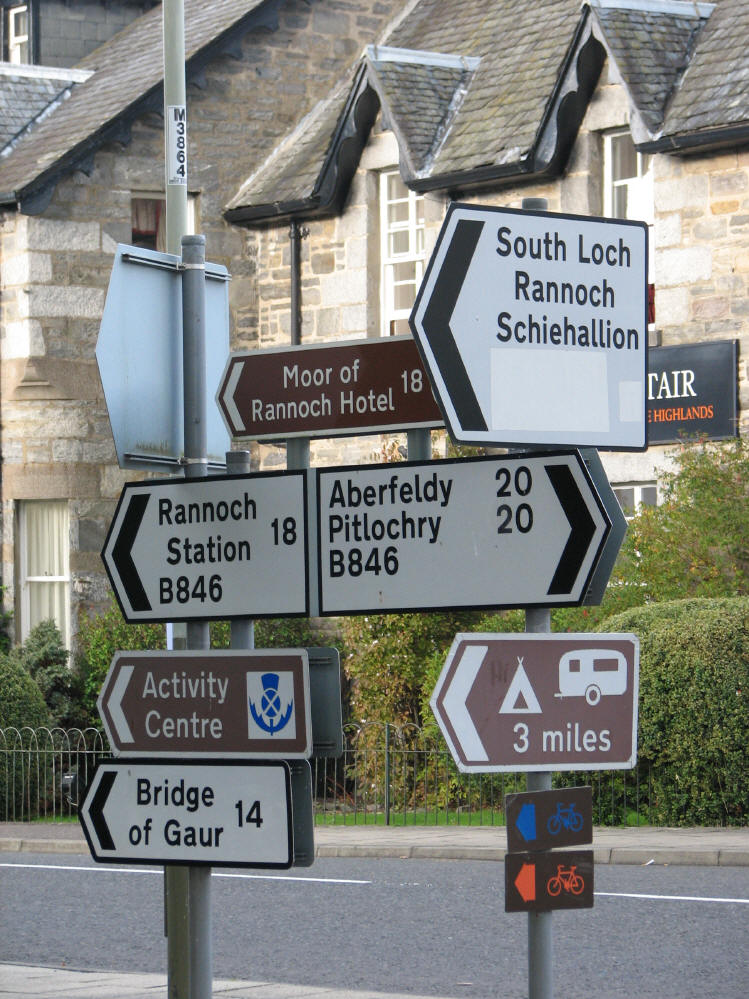 M3864
South Loch
Rannoch
Schiehallion
Moor of
Rannoch Hotel 18
TAIR
HIGHLANDS
Rannoch
Station 18
B846
Aberfeldy 20
Pitlochry 20
B846
Activity
Centre
3 miles
Bridge
of Gaur 14